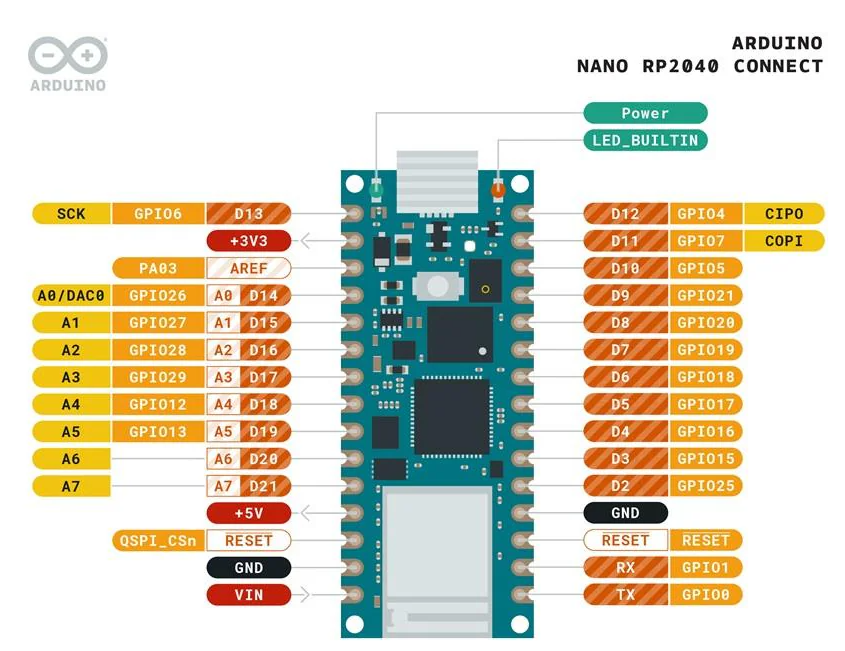 ARDUINO
ARDUINO
NANO RP2040 CONNECT
Power
LED_BUILTIN
SCK GPIO6 D13
+3V3
PA03 AREF
A0/DAC0 GPIO26 A0 D14
A1 GPIO27 A1 D15
A2 GPIO28 A2 D16
A3 GPIO29 A3 D17
A4 GPIO12 A4 D18
A5 GPIO13 A5 D19
A6 A6 D20
A7 A7 D21
+5V
QSPI_CSn RESET
GND
VIN
D12 GPIO4 CIPO
D11 GPIO7 COPI
D10 GPIO5
D9 GPIO21
D8 GPIO20
D7 GPIO19
D6 GPIO18
D5 GPIO17
D4 GPIO16
D3 GPIO15
D2 GPIO25
GND
RESET RESET
RX GPIO1
TX GPIO0